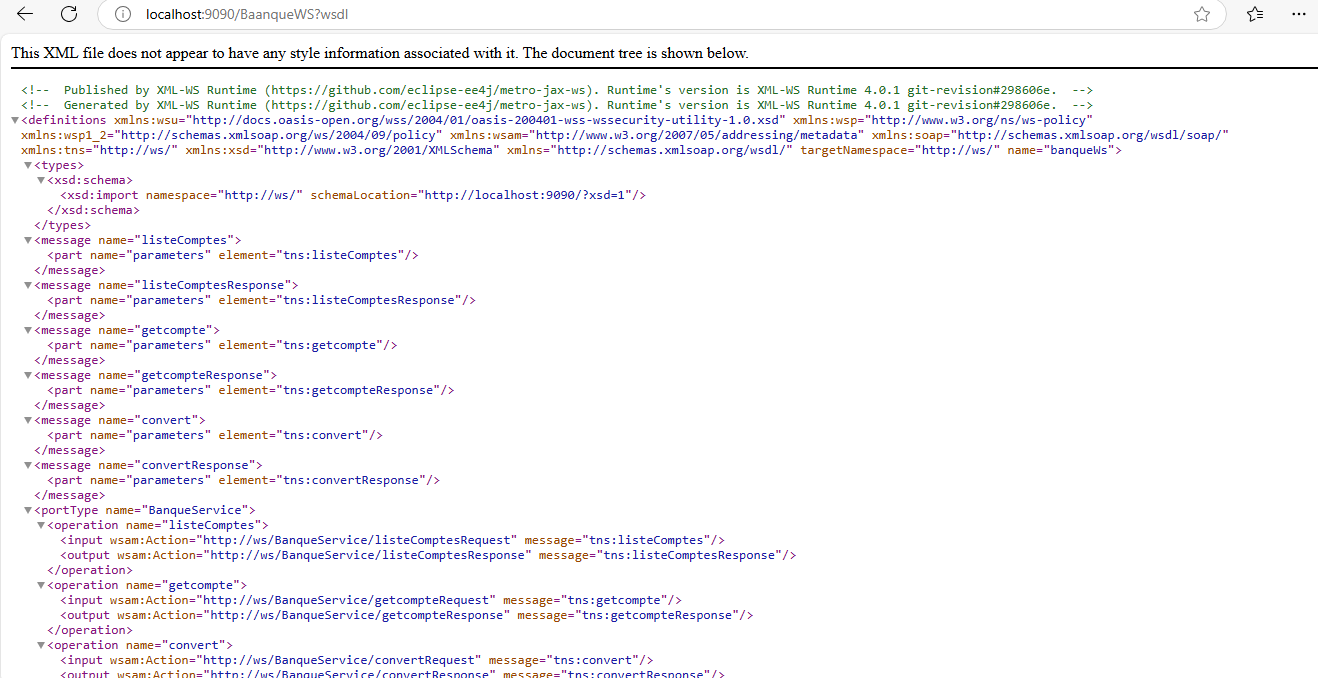 localhost:9090/BaanqueWS?wsdl
This XML file does not appear to have any style information associated with it. The document tree is shown below.
<!--  Published by XML-WS Runtime (https://github.com/eclipse-ee4j/metro-jax-ws). Runtime's version is XML-WS Runtime 4.0.1 git-revision#298606e.  -->
<!--  Generated by XML-WS Runtime (https://github.com/eclipse-ee4j/metro-jax-ws). Runtime's version is XML-WS Runtime 4.0.1 git-revision#298606e.  -->
<definitions xmlns:wsu="http://docs.oasis-open.org/wss/2004/01/oasis-200401-wss-wssecurity-utility-1.0.xsd" xmlns:wsp="http://www.w3.org/ns/ws-policy"
xmlns:wsp1_2="http://schemas.xmlsoap.org/ws/2004/09/policy" xmlns:wsam="http://www.w3.org/2007/05/addressing/metadata" xmlns:soap="http://schemas.xmlsoap.org/wsdl/soap/"
xmlns:tns="http://ws/" xmlns:xsd="http://www.w3.org/2001/XMLSchema" xmlns="http://schemas.xmlsoap.org/wsdl/" targetNamespace="http://ws/" name="banqueWs">
<types>
<xsd:schema>
<xsd:import namespace="http://ws/" schemaLocation="http://localhost:9090/?xsd=1"/>
</xsd:schema>
</types>
<message name="listeComptes">
<part name="parameters" element="tns:listeComptes"/>
</message>
<message name="listeComptesResponse">
<part name="parameters" element="tns:listeComptesResponse"/>
</message>
<message name="getcompte">
<part name="parameters" element="tns:getcompte"/>
</message>
<message name="getcompteResponse">
<part name="parameters" element="tns:getcompteResponse"/>
</message>
<message name="convert">
<part name="parameters" element="tns:convert"/>
</message>
<message name="convertResponse">
<part name="parameters" element="tns:convertResponse"/>
</message>
<portType name="BanqueService">
<operation name="listeComptes">
<input wsam:Action="http://ws/BanqueService/listeComptesRequest" message="tns:listeComptes"/>
<output wsam:Action="http://ws/BanqueService/listeComptesResponse" message="tns:listeComptesResponse"/>
</operation>
<operation name="getcompte">
<input wsam:Action="http://ws/BanqueService/getcompteRequest" message="tns:getcompte"/>
<output wsam:Action="http://ws/BanqueService/getcompteResponse" message="tns:getcompteResponse"/>
</operation>
<operation name="convert">
<input wsam:Action="http://ws/BanqueService/convertRequest" message="tns:convert"/>
<output wsam:Action="http://ws/BanqueService/convertResponse" message="tns:convertResponse"/>